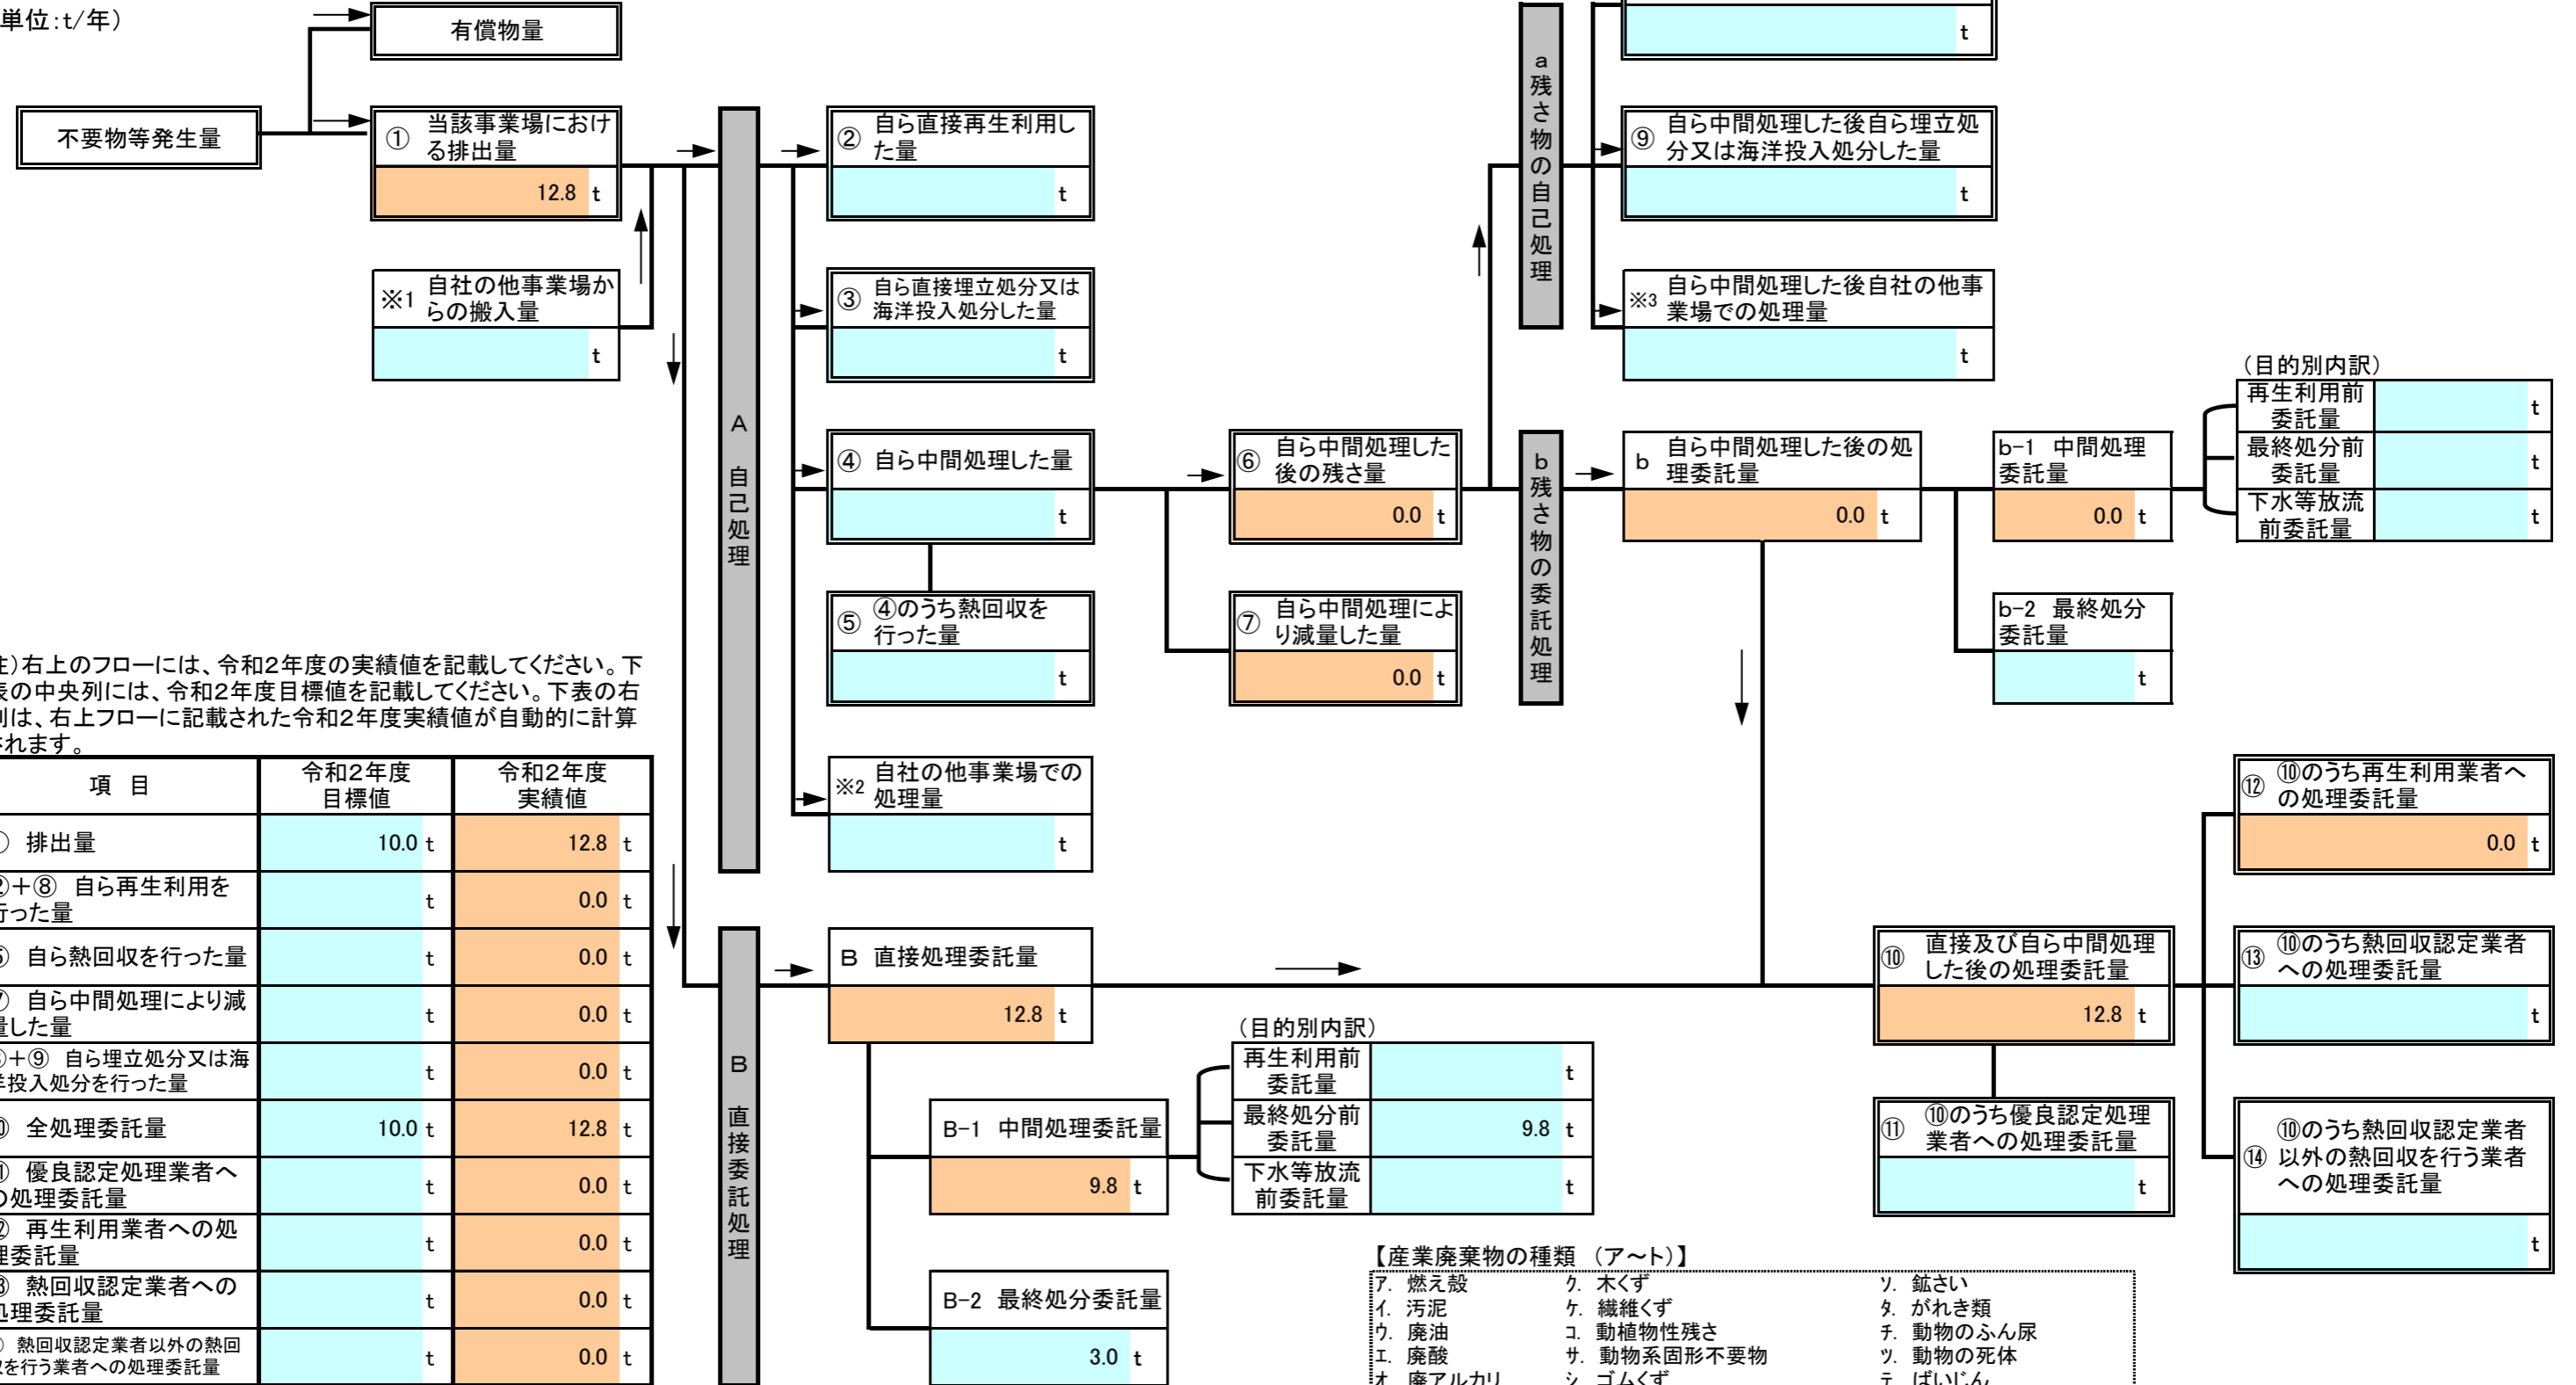 単位:t/年)
有償物量
不要物等発生量
① 当該事業場におけ
る排出量
12.8 t
※1 自社の他事業場か
らの搬入量
t
A 自己処理
② 自ら直接再生利用し
た量
t
③ 自ら直接埋立処分又は
海洋投入処分した量
t
④ 自ら中間処理した量
t
⑤ ④のうち熱回収を
行った量
t
※2 自社の他事業場での
処理量
t
⑥ 自ら中間処理した
後の残さ量
0.0 t
⑦ 自ら中間処理によ
り減量した量
0.0 t
a 残さ物の自己処理
t
⑨ 自ら中間処理した後自ら埋立処
分又は海洋投入処分した量
t
※3 自ら中間処理した後自社の他事
業場での処理量
t
b 残さ物の委託処理
b 自ら中間処理した後の処
理委託量
0.0 t
b-1 中間処理
委託量
0.0 t
b-2 最終処分
委託量
t
(目的別内訳)
再生利用前
委託量
t
最終処分前
委託量
t
下水等放流
前委託量
t
注)右上のフローには、令和2年度の実績値を記載してください。下
表の中央列には、令和2年度目標値を記載してください。下表の右
列は、右上フローに記載された令和2年度実績値が自動的に計算
されます。
項 目 令和2年度
目標値 令和2年度
実績値
① 排出量 10.0 t 12.8 t
②+⑧ 自ら再生利用を
行った量 t 0.0 t
⑤ 自ら熱回収を行った量 t 0.0 t
⑦ 自ら中間処理により減
量した量 t 0.0 t
③+⑨ 自ら埋立処分又は海
洋投入処分を行った量 t 0.0 t
⑩ 全処理委託量 10.0 t 12.8 t
⑪ 優良認定処理業者へ
の処理委託量 t 0.0 t
⑫ 再生利用業者への処
理委託量 t 0.0 t
⑬ 熱回収認定業者への
処理委託量 t 0.0 t
熱回収認定業者以外の熱回
収を行う業者への処理委託量 t 0.0 t
B 直接委託処理
B 直接処理委託量
12.8 t
B-1 中間処理委託量
9.8 t
B-2 最終処分委託量
3.0 t
(目的別内訳)
再生利用前
委託量
t
最終処分前
委託量
9.8 t
下水等放流
前委託量
t
⑩ 直接及び自ら中間処理
した後の処理委託量
12.8 t
⑪ ⑩のうち優良認定処理
業者への処理委託量
t
⑫ ⑩のうち再生利用業者へ
の処理委託量
0.0 t
⑬ ⑩のうち熱回収認定業者
への処理委託量
t
⑭ ⑩のうち熱回収認定業者
以外の熱回収を行う業者
への処理委託量
t
【産業廃棄物の種類 (ア~ト)】
ア. 燃え殻 ク. 木くず ソ. 鉱さい
イ. 汚泥 ケ. 繊維くず タ. がれき類
ウ. 廃油 コ. 動植物性残さ チ. 動物のふん尿
エ. 廃酸 サ. 動物系固形不要物 ツ. 動物の死体
オ. 廃アルカリ シ. ゴムくず テ. ばいじん